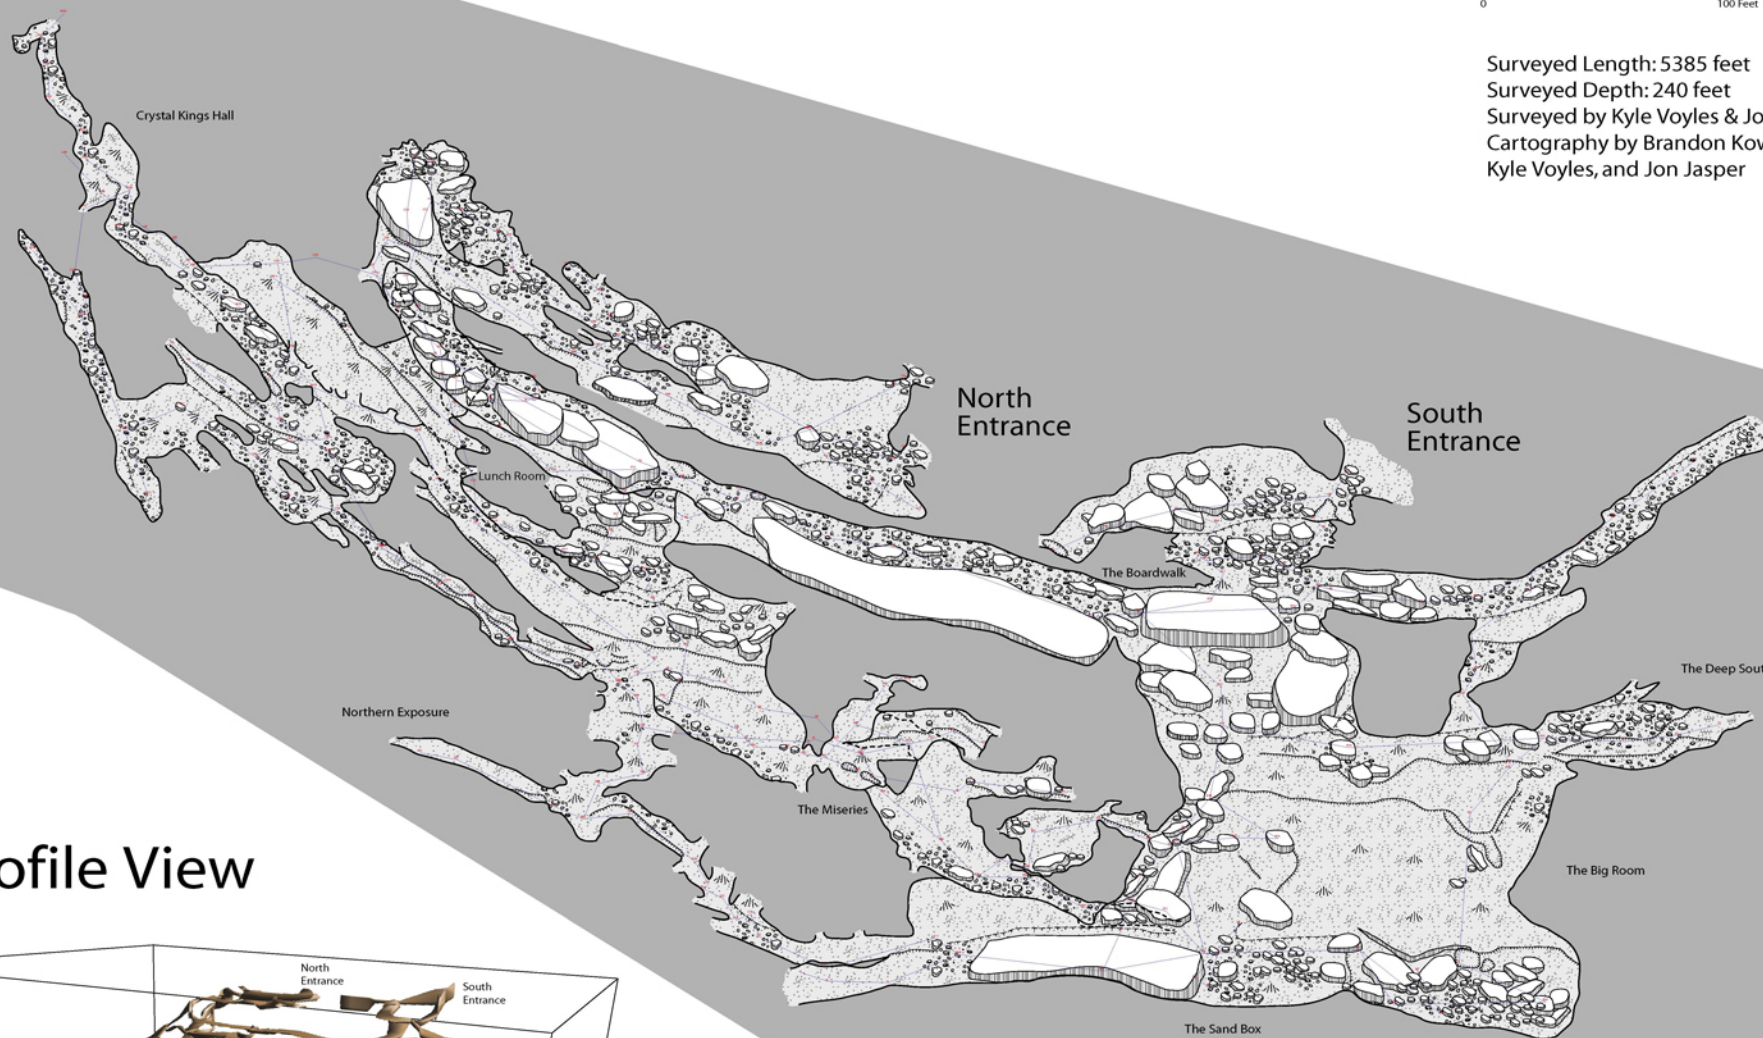 0 100 Feet
Surveyed Length: 5385 feet
Surveyed Depth: 240 feet
Surveyed by Kyle Voyles & Jo
Cartography by Brandon Kov
Kyle Voyles, and Jon Jasper
Crystal Kings Hall
North
Entrance
South
Entrance
Lunch Room
The Boardwalk
The Deep Sout
Northern Exposure
The Miseries
The Big Room
ofile View
North
Entrance
South
Entrance
The Sand Box